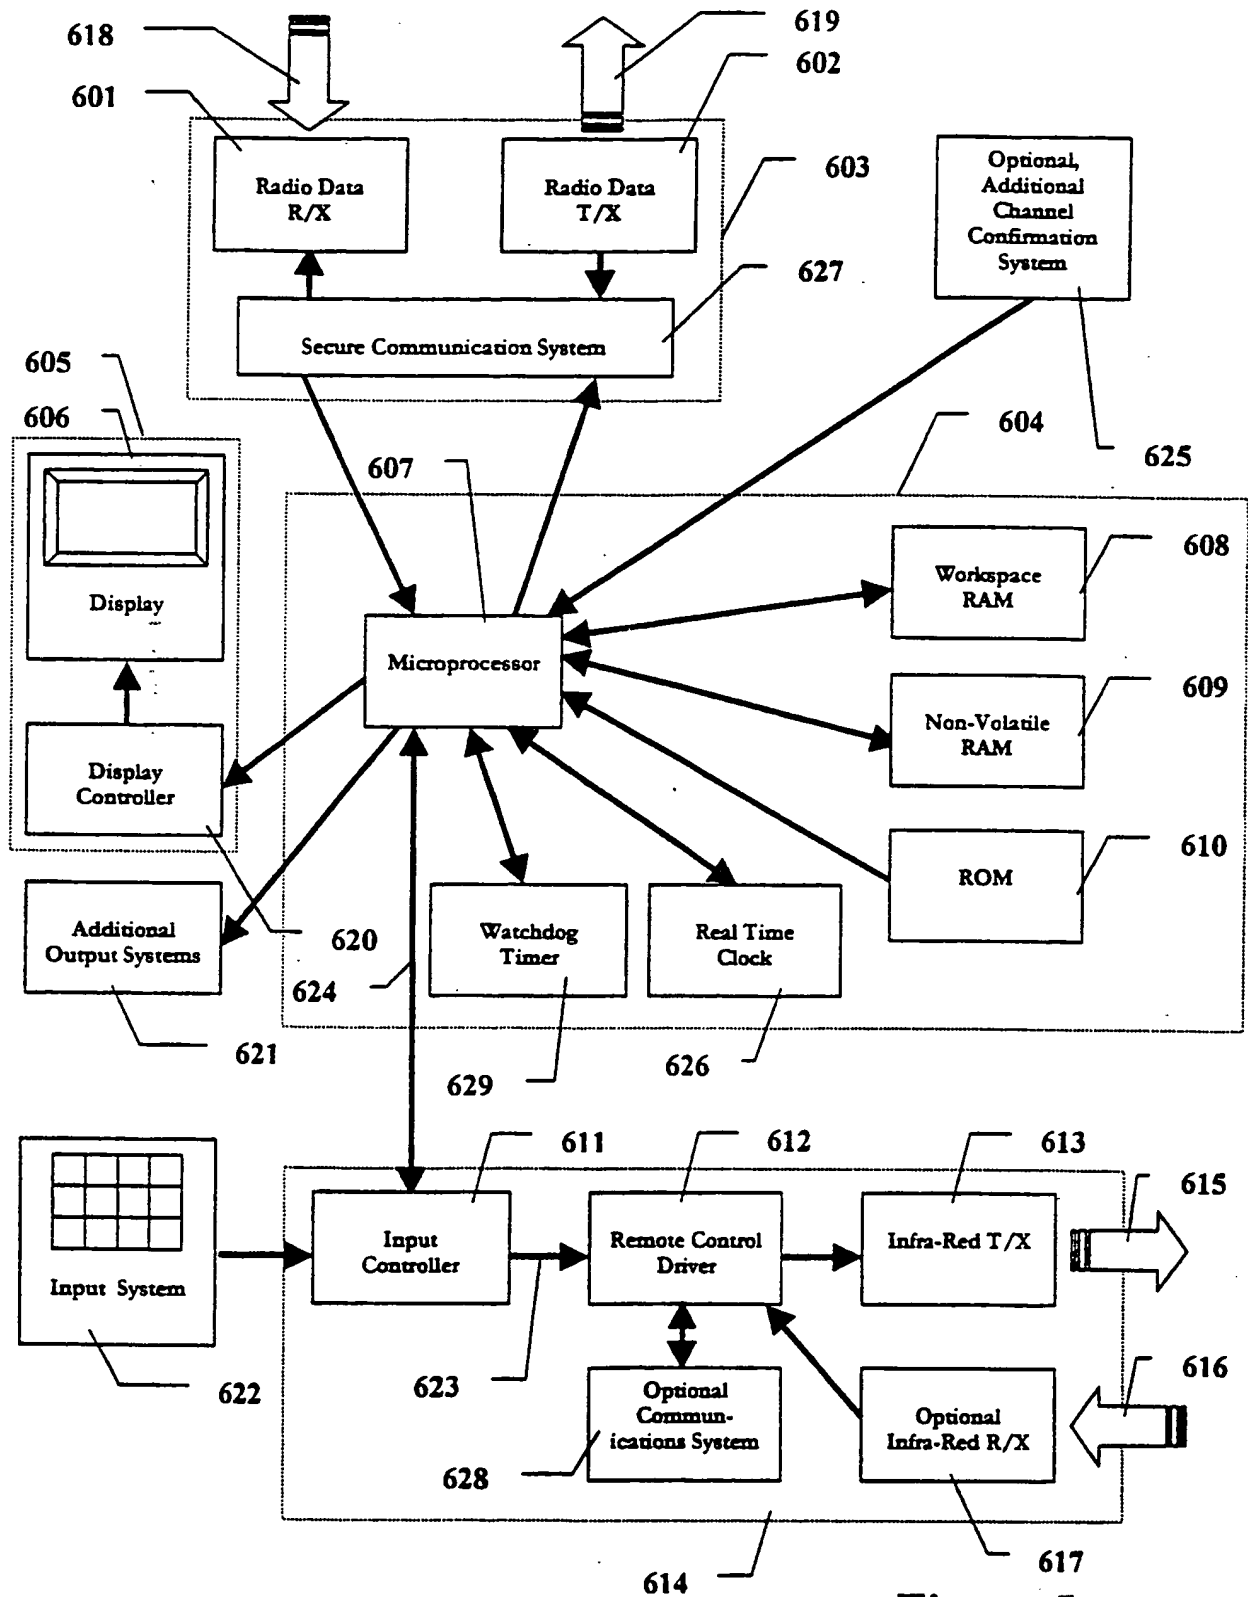 618
619
601
602
Radio Data
R/X
Radio Data
T/X
603
Optional,
Additional
Channel
Confirmation
System
627
Secure Communication System
605
606
604
625
607
608
Workspace
RAM
Display
Microprocessor
609
Non-Volatile
RAM
Display
Controller
610
ROM
Additional
Output Systems
620
624
Watchdog
Timer
Real Time
Clock
621
629
626
611
612
613
615
Input
Controller
Remote Control
Driver
Infra-Red T/X
Input System
622
623
616
Optional
Commun-
ications System
Optional
Infra-Red R/X
628
617
614